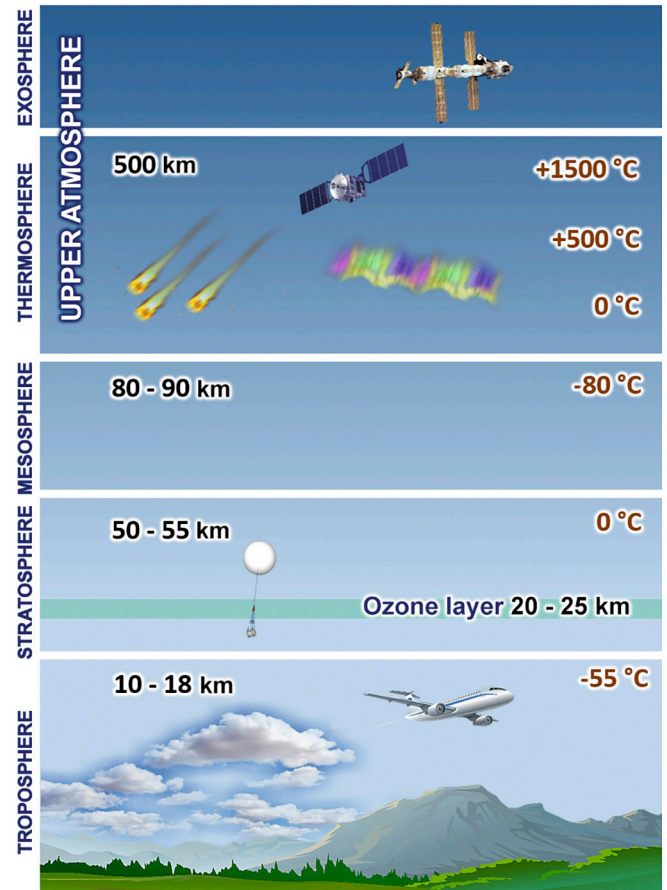 EXOSPHERE
UPPER ATMOSPHERE
THERMOSPHERE
500 km
+1500 °C
+500 °C
0 °C
MESOSPHERE
80 - 90 km
-80 °C
STRATOSPHERE
50 - 55 km
0 °C
Ozone layer 20 - 25 km
TROPOSPHERE
10 - 18 km
-55 °C